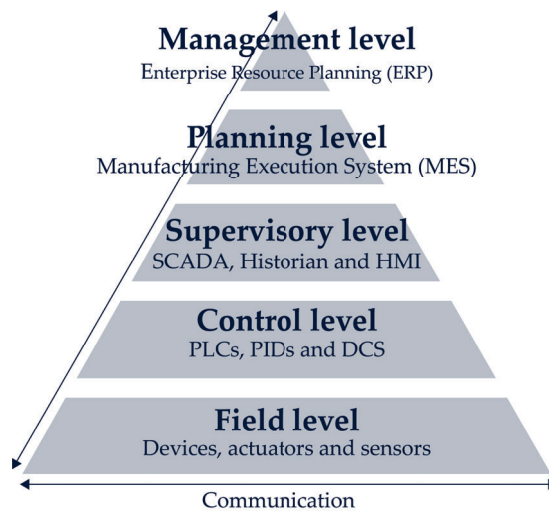 Management level
Enterprise Resource Planning (ERP)
Planning level
Manufacturing Execution System (MES)
Supervisory level
SCADA, Historian and HMI
Control level
PLCs, PIDs and DCS
Field level
Devices, actuators and sensors
Communication